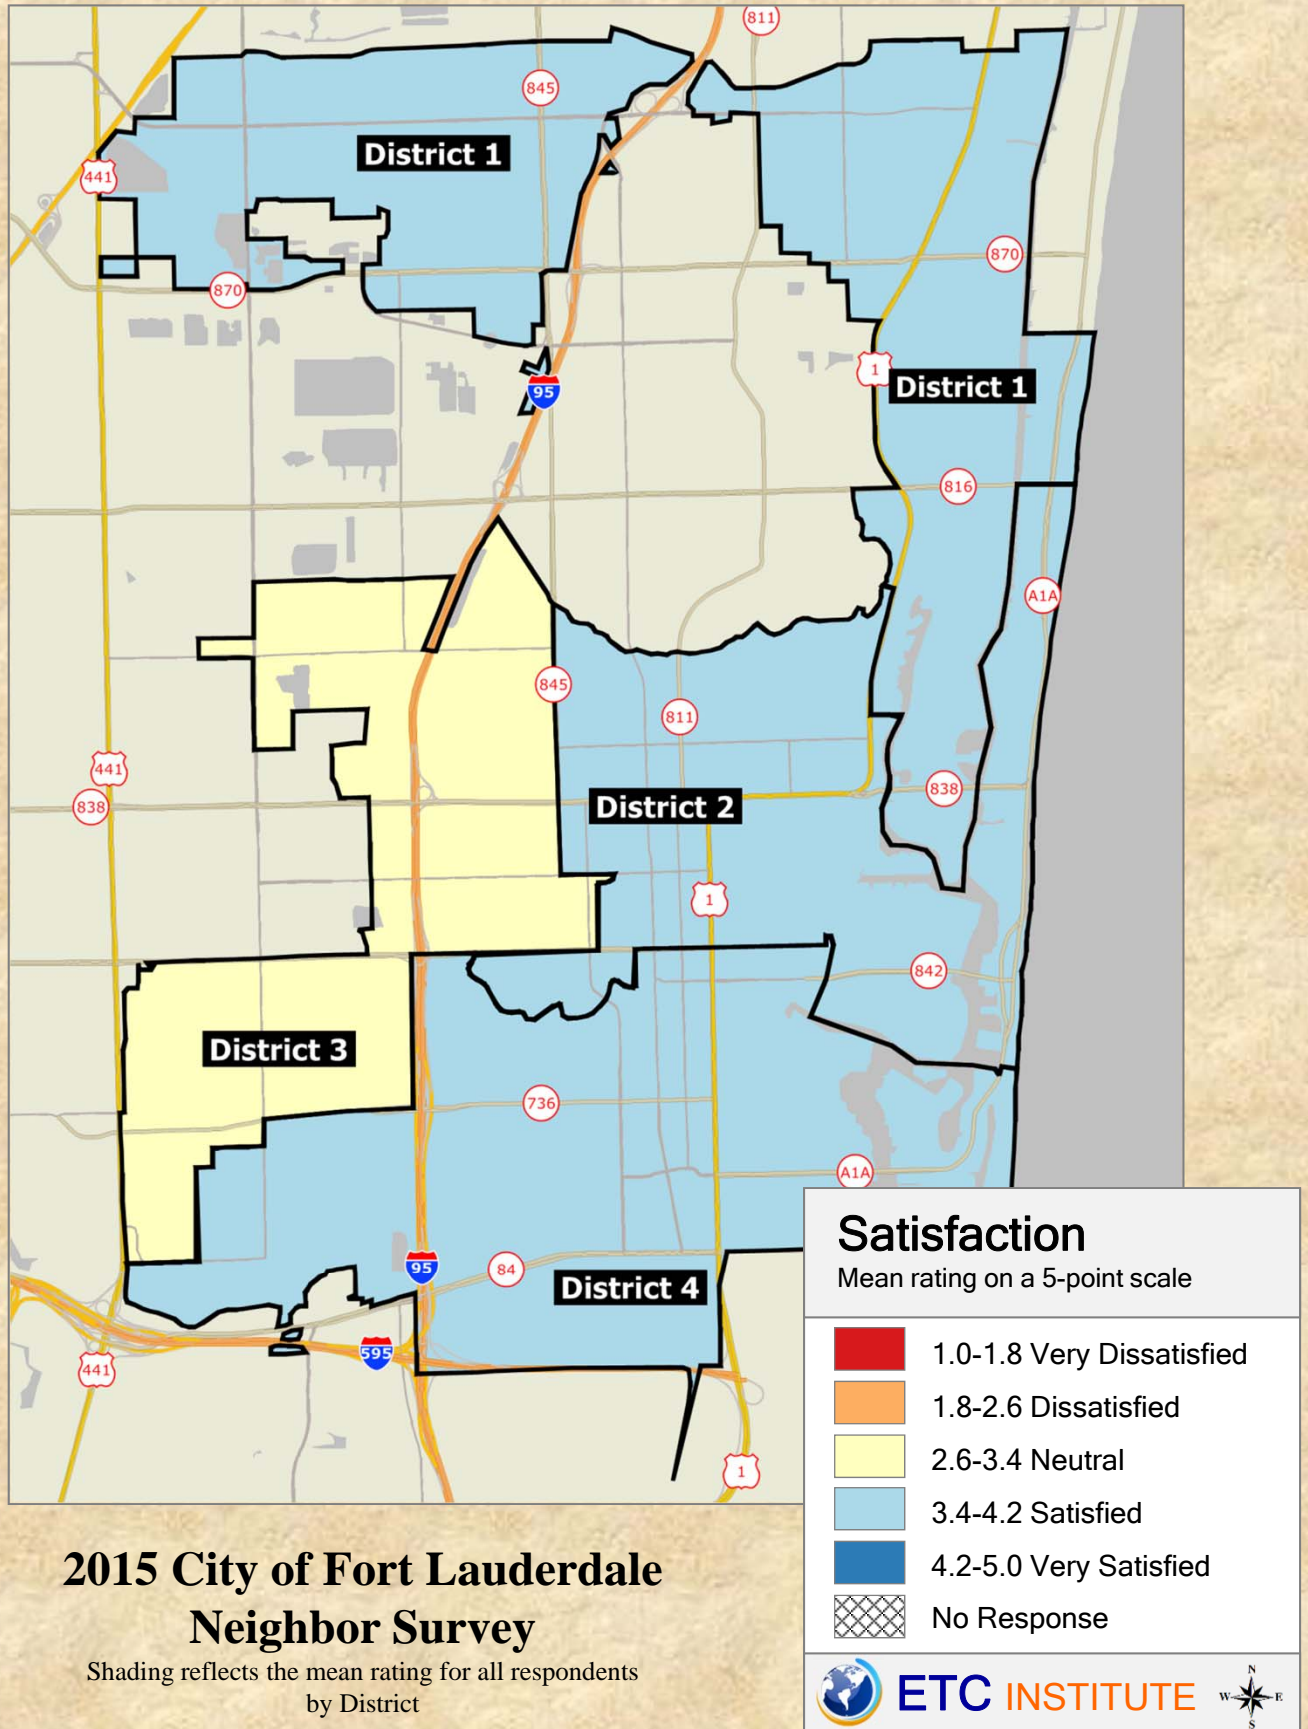 811
845
District 1
441
870
870
95
1
District 1
816
A1A
845
811
441
838
District 2
838
1
842
District 3
736
A1A
95
84
District 4
595
441
1
Satisfaction
Mean rating on a 5-point scale
1.0-1.8 Very Dissatisfied
1.8-2.6 Dissatisfied
2.6-3.4 Neutral
3.4-4.2 Satisfied
4.2-5.0 Very Satisfied
No Response
2015 City of Fort Lauderdale
Neighbor Survey
Shading reflects the mean rating for all respondents
by District
ETC INSTITUTE
N
W E
S